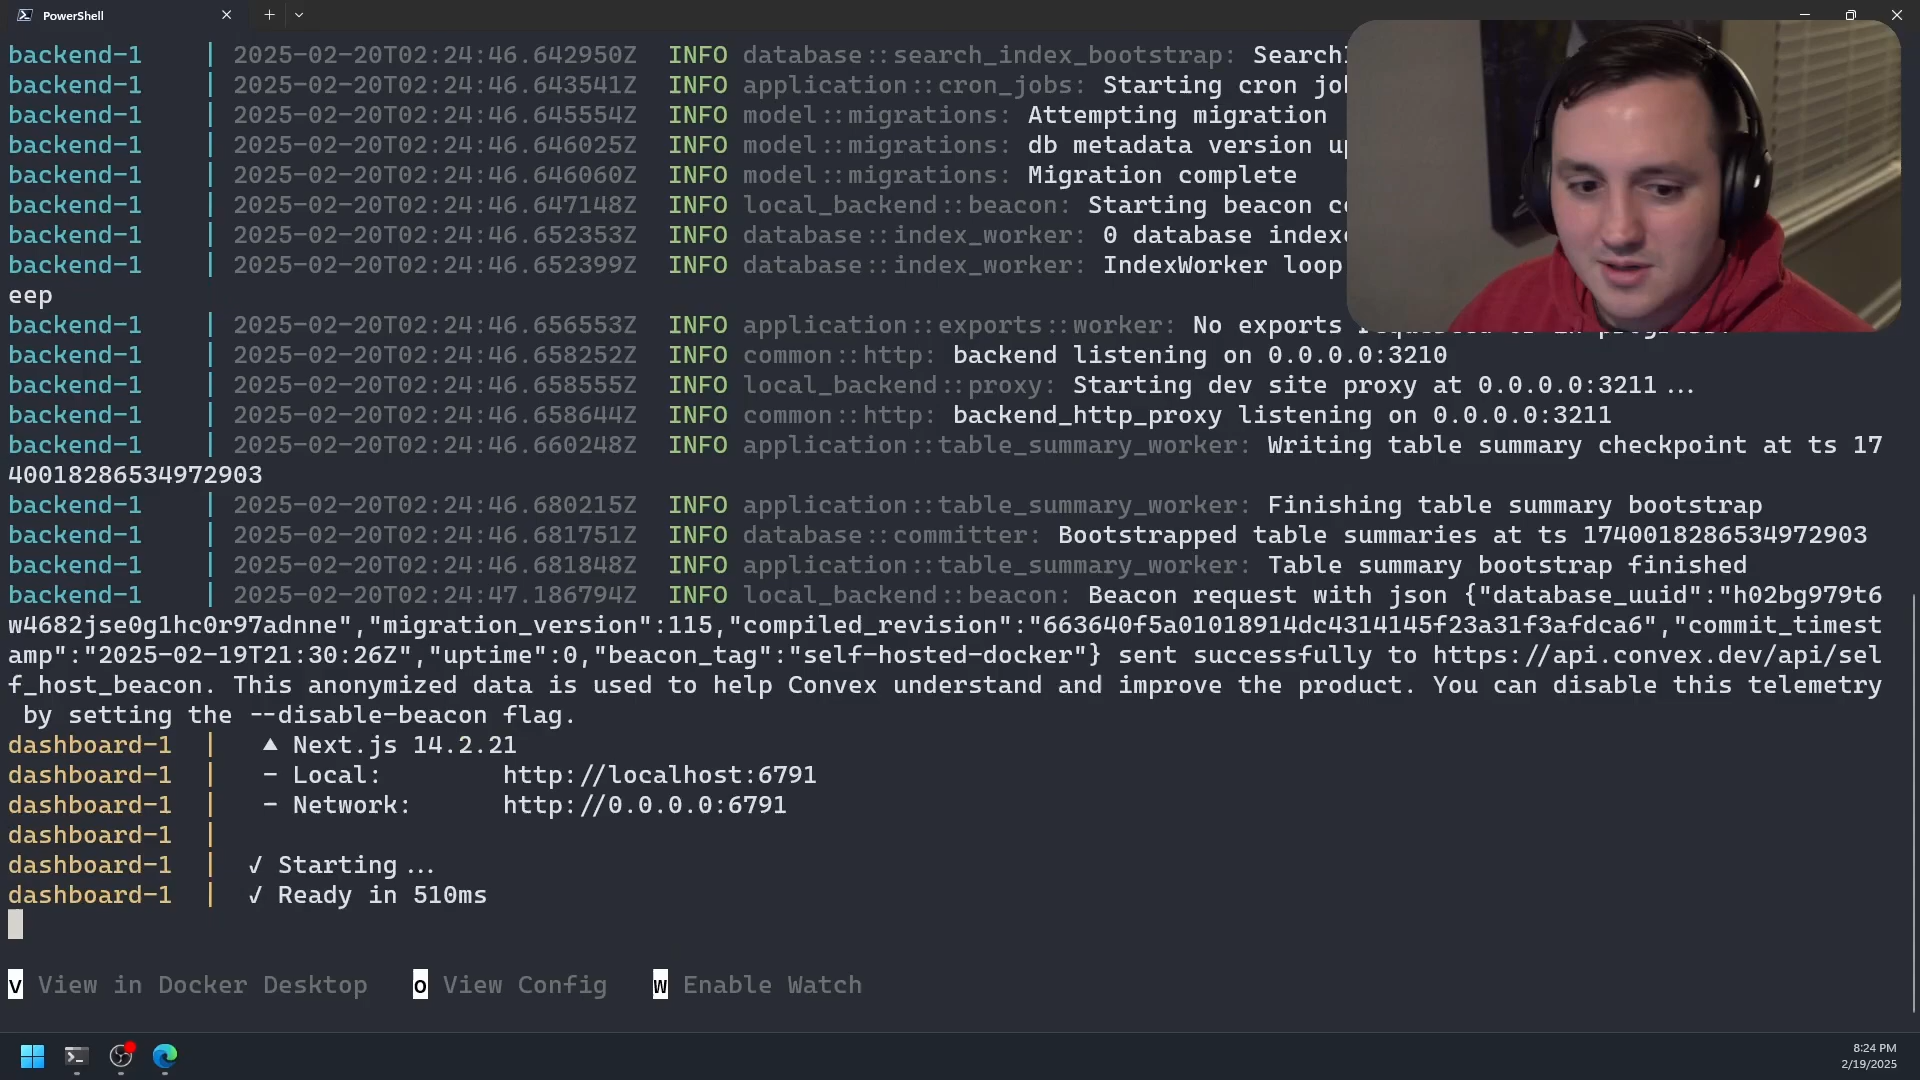 PowerShell
backend-1 | 2025-02-20T02:24:46.642950Z INFO database::search_index_bootstrap: Search
backend-1 | 2025-02-20T02:24:46.643541Z INFO application::cron_jobs: Starting cron
backend-1 | 2025-02-20T02:24:46.645554Z INFO model::migrations: Attempting migration
backend-1 | 2025-02-20T02:24:46.646025Z INFO model::migrations: db metadata version
backend-1 | 2025-02-20T02:24:46.646060Z INFO model::migrations: Migration complete
backend-1 | 2025-02-20T02:24:46.647148Z INFO local_backend::beacon: Starting beacon
backend-1 | 2025-02-20T02:24:46.652353Z INFO database::index_worker: 0 database
backend-1 | 2025-02-20T02:24:46.652399Z INFO database::index_worker: IndexWorker loop
eep
backend-1 | 2025-02-20T02:24:46.656553Z INFO application::exports::worker: No exports
backend-1 | 2025-02-20T02:24:46.658252Z INFO common::http: backend listening on 0.0.0.0:3210
backend-1 | 2025-02-20T02:24:46.658555Z INFO local_backend::proxy: Starting dev site proxy at 0.0.0.0:3211...
backend-1 | 2025-02-20T02:24:46.658644Z INFO common::http: backend_http_proxy listening on 0.0.0.0:3211
backend-1 | 2025-02-20T02:24:46.660248Z INFO application::table_summary_worker: Writing table summary checkpoint at ts 17
40018286534972903
backend-1 | 2025-02-20T02:24:46.680215Z INFO application::table_summary_worker: Finishing table summary bootstrap
backend-1 | 2025-02-20T02:24:46.681751Z INFO database::committer: Bootstrapped table summaries at ts 1740018286534972903
backend-1 | 2025-02-20T02:24:46.681848Z INFO application::table_summary_worker: Table summary bootstrap finished
backend-1 | 2025-02-20T02:24:47.186794Z INFO local_backend::beacon: Beacon request with json {"database_uuid":"h02bg979t6
w4682jse0g1hc0r97adnne","migration_version":115,"compiled_revision":"663640f5a01018914dc4314145f23a31f3afdca6","commit_timest
amp":"2025-02-19T21:30:26Z","uptime":0,"beacon_tag":"self-hosted-docker"} sent successfully to https://api.convex.dev/api/sel
f_host_beacon. This anonymized data is used to help Convex understand and improve the product. You can disable this telemetry
by setting the --disable-beacon flag.
dashboard-1 | ▲ Next.js 14.2.21
dashboard-1 | - Local: http://localhost:6791
dashboard-1 | - Network: http://0.0.0.0:6791
dashboard-1 |
dashboard-1 | ✓ Starting...
dashboard-1 | ✓ Ready in 510ms
v View in Docker Desktop o View Config w Enable Watch
8:24 PM
2/19/2025